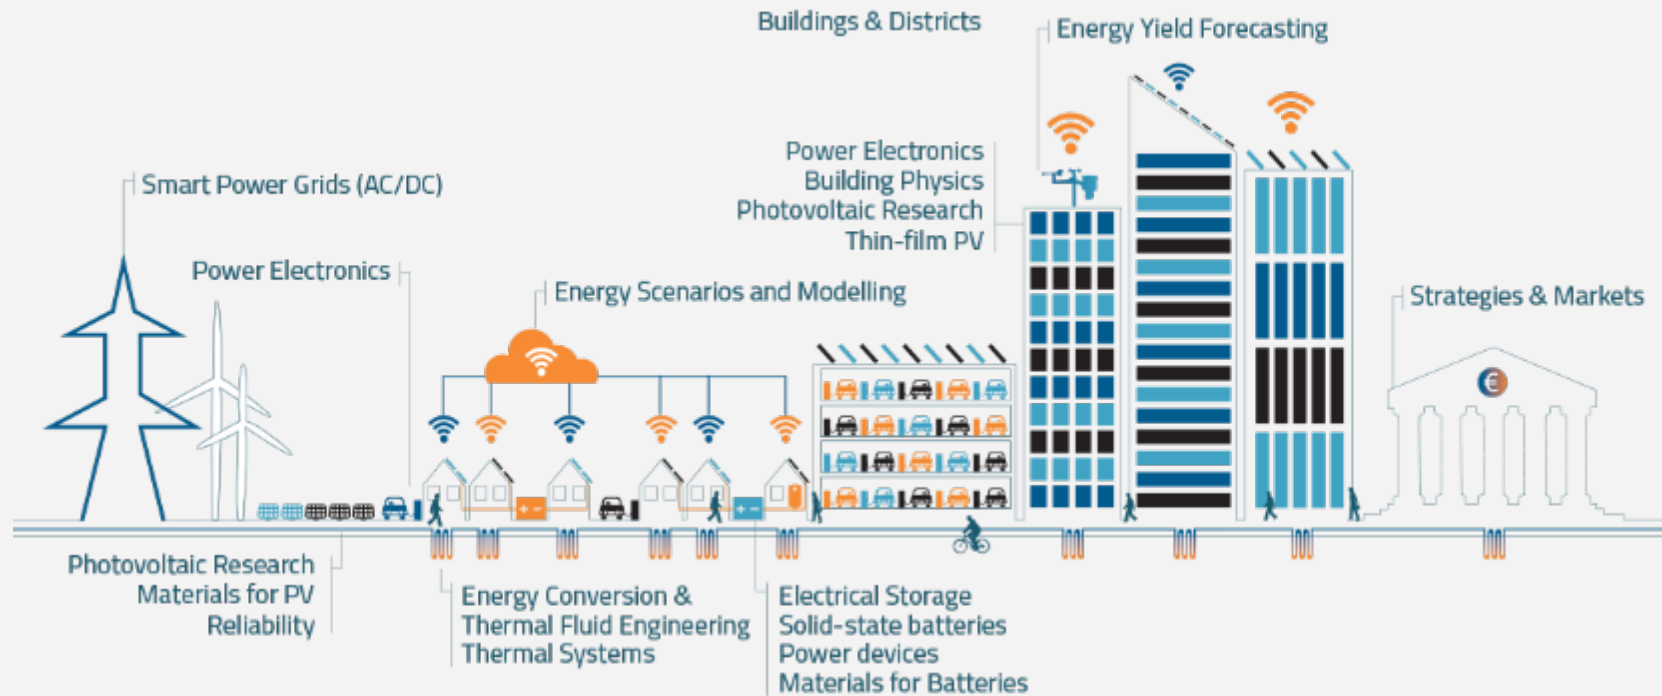 Buildings & Districts
Energy Yield Forecasting
Power Electronics
Building Physics
Photovoltaic Research
Thin-film PV
Smart Power Grids (AC/DC)
Power Electronics
Energy Scenarios and Modelling
Strategies & Markets
€
+ -
+ -
Photovoltaic Research
Materials for PV
Reliability
Energy Conversion &
Thermal Fluid Engineering
Thermal Systems
Electrical Storage
Solid-state batteries
Power devices
Materials for Batteries